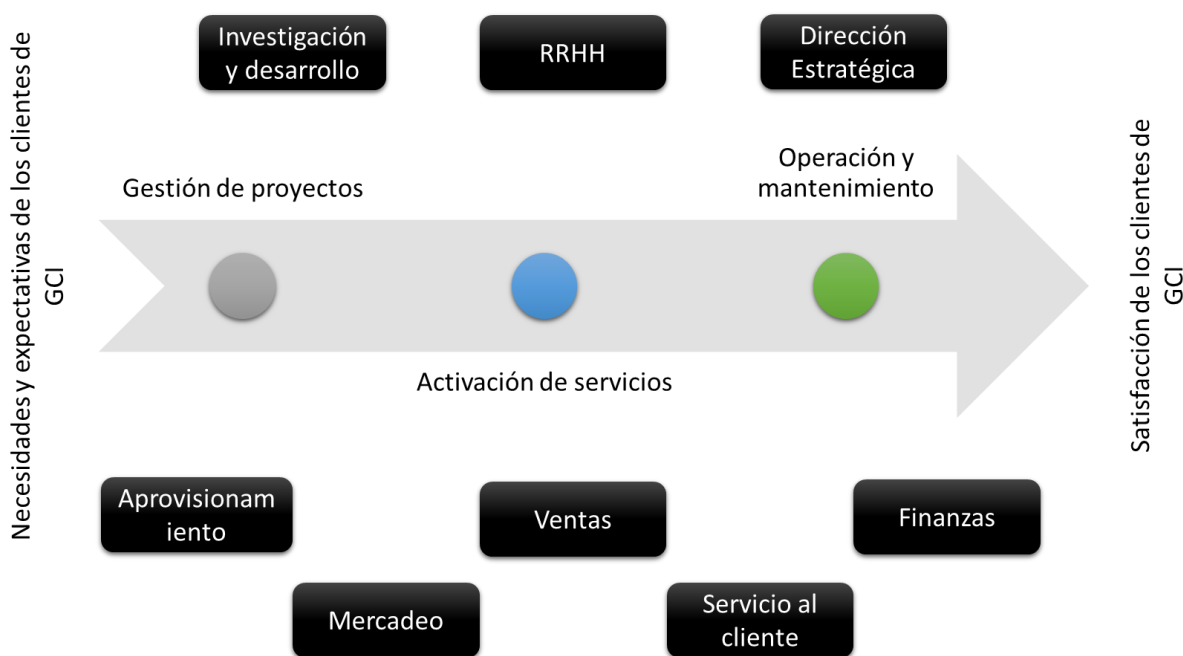 Necesidades y expectativas de los clientes de
GCI
Investigación
y desarrollo
RRHH
Dirección
Estratégica
Gestión de proyectos
Operación y
mantenimiento
Activación de servicios
Aprovisionam
iento
Ventas
Finanzas
Mercadeo
Servicio al
cliente
Satisfacción de los clientes de
GCI